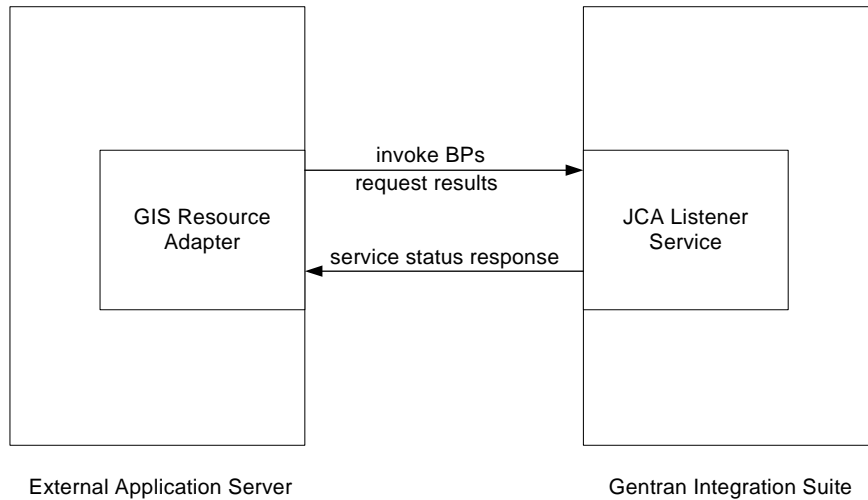 invoke BPs
request results
GIS Resource
Adapter
JCA Listener
Service
service status response
External Application Server
Gentran Integration Suite